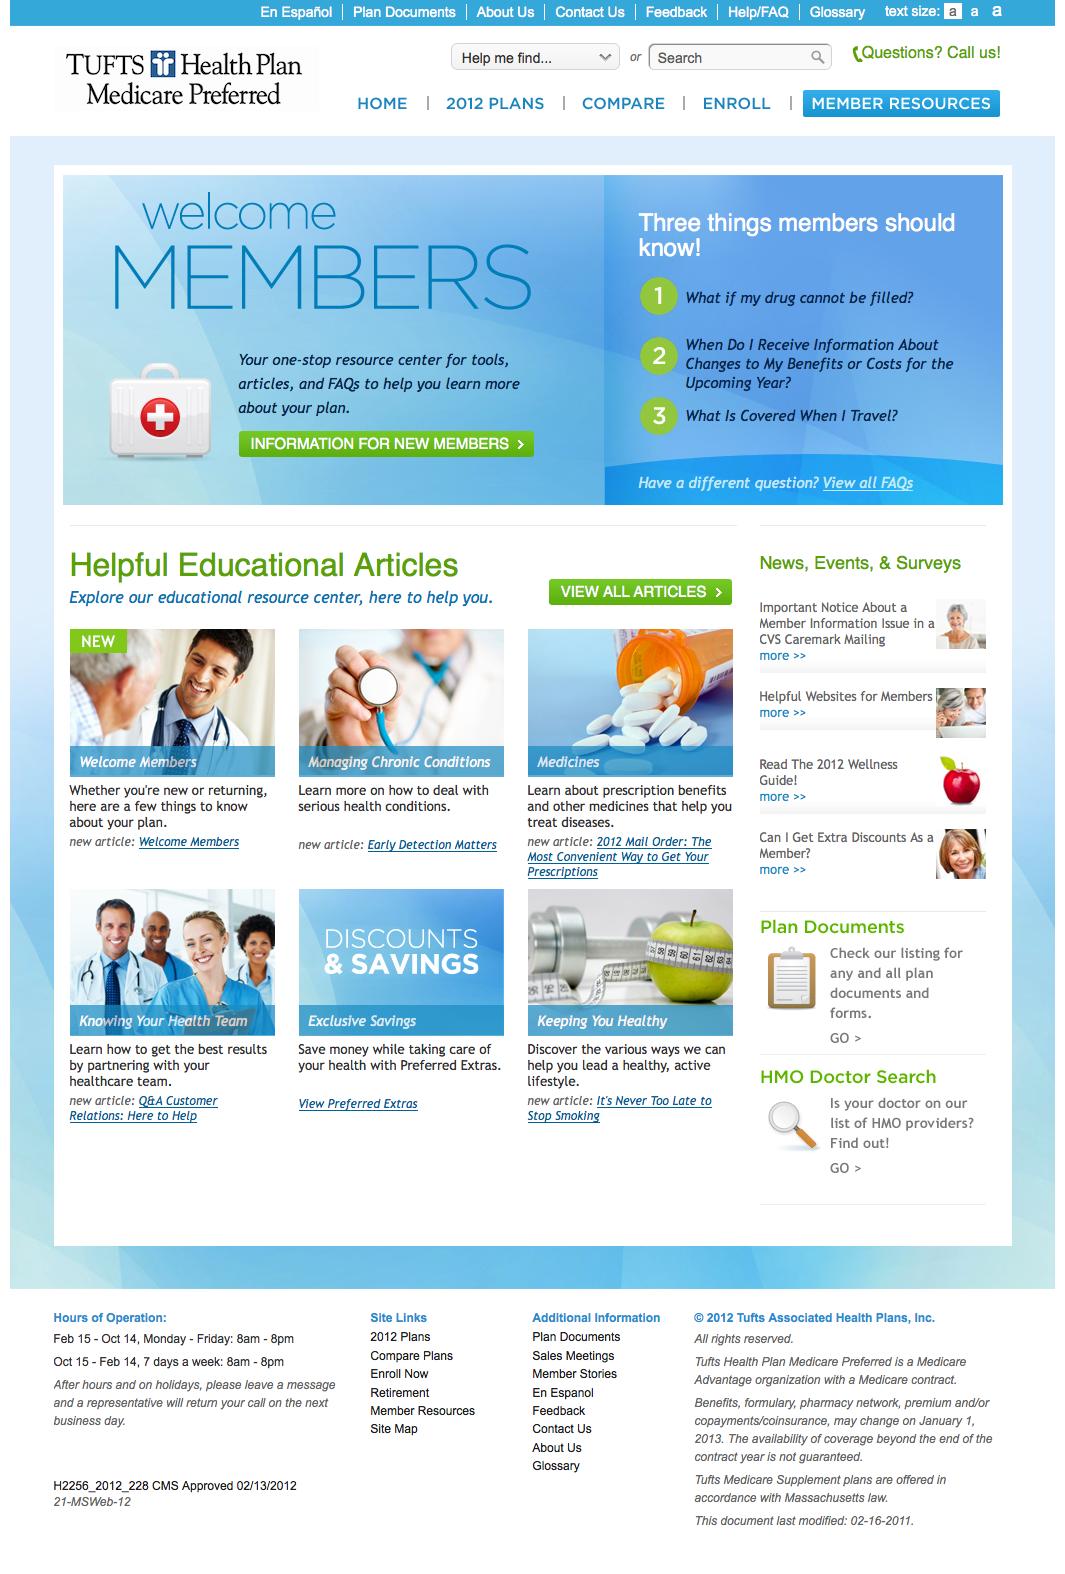 En Español | Plan Documents | About Us | Contact Us | Feedback | Help/FAQ | Glossary text size: a a a
TUFTS Health Plan
Medicare Preferred
Help me find... or Search
Questions? Call us!
HOME | 2012 PLANS | COMPARE | ENROLL | MEMBER RESOURCES
welcome
MEMBERS
Your one-stop resource center for tools,
articles, and FAQs to help you learn more
about your plan.
INFORMATION FOR NEW MEMBERS >
Three things members should
know!
1 What if my drug cannot be filled?
2 When Do I Receive Information About
Changes to My Benefits or Costs for the
Upcoming Year?
3 What Is Covered When I Travel?
Have a different question? View all FAQs
Helpful Educational Articles
Explore our educational resource center, here to help you.
VIEW ALL ARTICLES >
NEW
Welcome Members
Whether you're new or returning,
here are a few things to know
about your plan.
new article: Welcome Members
Managing Chronic Conditions
Learn more on how to deal with
serious health conditions.
new article: Early Detection Matters
Medicines
Learn about prescription benefits
and other medicines that help you
treat diseases.
new article: 2012 Mail Order: The
Most Convenient Way to Get Your
Prescriptions
Knowing Your Health Team
Learn how to get the best results
by partnering with your
healthcare team.
new article: Q&A Customer
Relations: Here to Help
DISCOUNTS
& SAVINGS
Exclusive Savings
Save money while taking care of
your health with Preferred Extras.
View Preferred Extras
Keeping You Healthy
Discover the various ways we can
help you lead a healthy, active
lifestyle.
new article: It's Never Too Late to
Stop Smoking
News, Events, & Surveys
Important Notice About a
Member Information Issue in a
CVS Caremark Mailing
more >>
Helpful Websites for Members
more >>
Read The 2012 Wellness
Guide!
more >>
Can I Get Extra Discounts As a
Member?
more >>
Plan Documents
Check our listing for
any and all plan
documents and
forms.
GO >
HMO Doctor Search
Is your doctor on our
list of HMO providers?
Find out!
GO >
Hours of Operation:
Feb 15 - Oct 14, Monday - Friday: 8am - 8pm
Oct 15 - Feb 14, 7 days a week: 8am - 8pm
After hours and on holidays, please leave a message
and a representative will return your call on the next
business day.
H2256_2012_228 CMS Approved 02/13/2012
21-MSWeb-12
Site Links
2012 Plans
Compare Plans
Enroll Now
Retirement
Member Resources
Site Map
Additional Information
Plan Documents
Sales Meetings
Member Stories
En Espanol
Feedback
Contact Us
About Us
Glossary
© 2012 Tufts Associated Health Plans, Inc.
All rights reserved.
Tufts Health Plan Medicare Preferred is a Medicare
Advantage organization with a Medicare contract.
Benefits, formulary, pharmacy network, premium and/or
copayments/coinsurance, may change on January 1,
2013. The availability of coverage beyond the end of the
contract year is not guaranteed.
Tufts Medicare Supplement plans are offered in
accordance with Massachusetts law.
This document last modified: 02-16-2011.